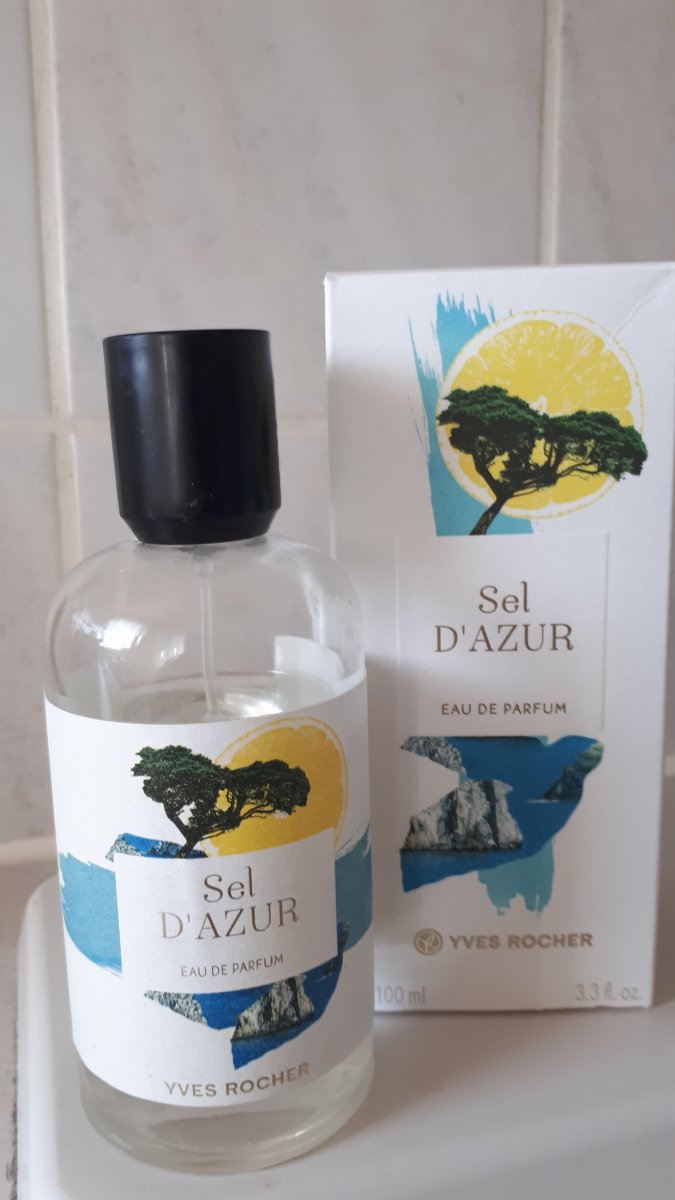 Sel
D'AZUR
EAU DE PARFUM
YVES ROCHER
Sel
D'AZUR
EAU DE PARFUM
YVES ROCHER
100 ml
3.3 fl. oz.